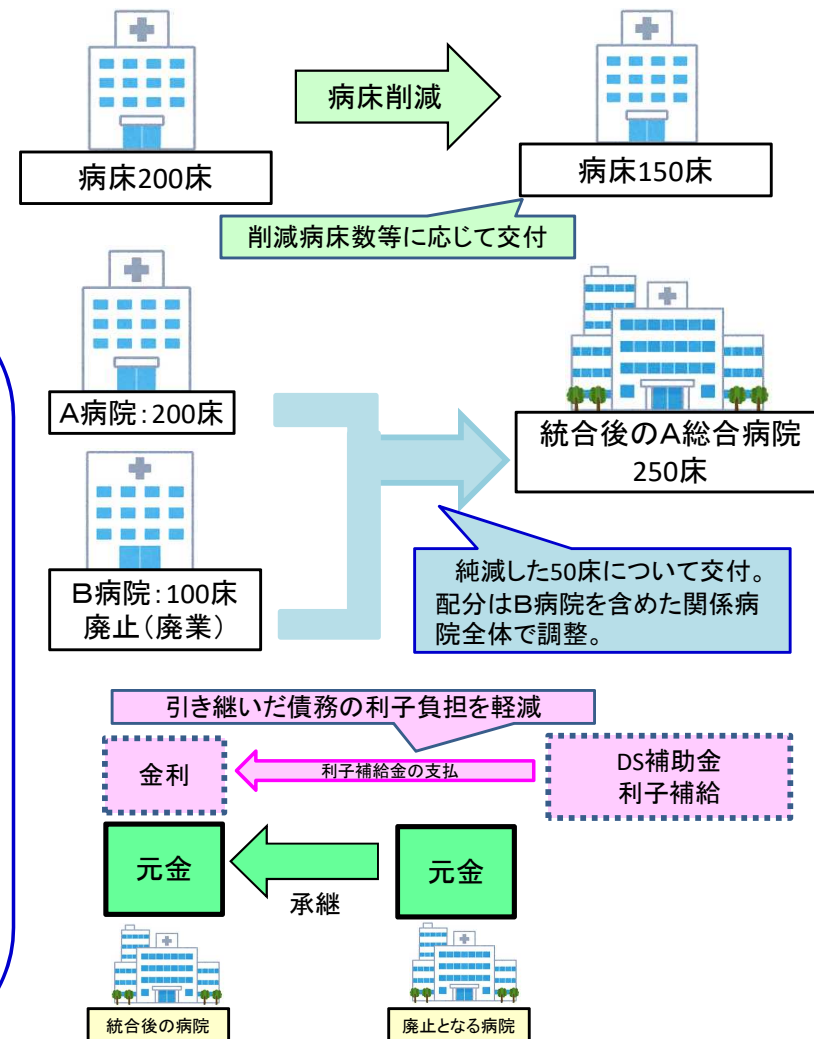 病床削減
病床200床
病床150床
削減病床数等に応じて交付
A病院:200床
統合後のA総合病院
250床
B病院:100床
廃止(廃業)
純減した50床について交付。
配分はB病院を含めた関係病
院全体で調整。
引き継いだ債務の利子負担を軽減
金利
利子補給金の支払
DS補助金
利子補給
元金
承継
元金
統合後の病院
廃止となる病院